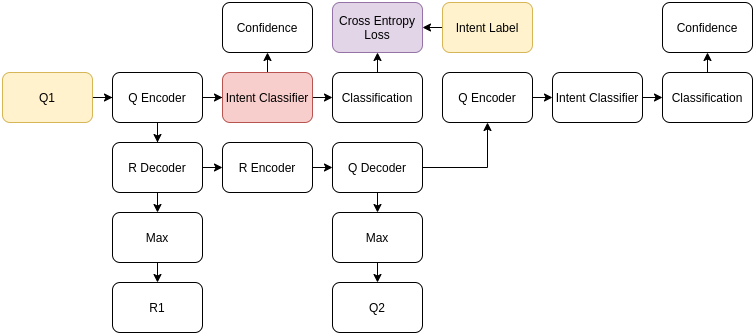 Confidence
Cross Entropy
Loss
Intent Label
Confidence
Q1
Q Encoder
Intent Classifier
Classification
Q Encoder
Intent Classifier
Classification
R Decoder
R Encoder
Q Decoder
Max
Max
R1
Q2